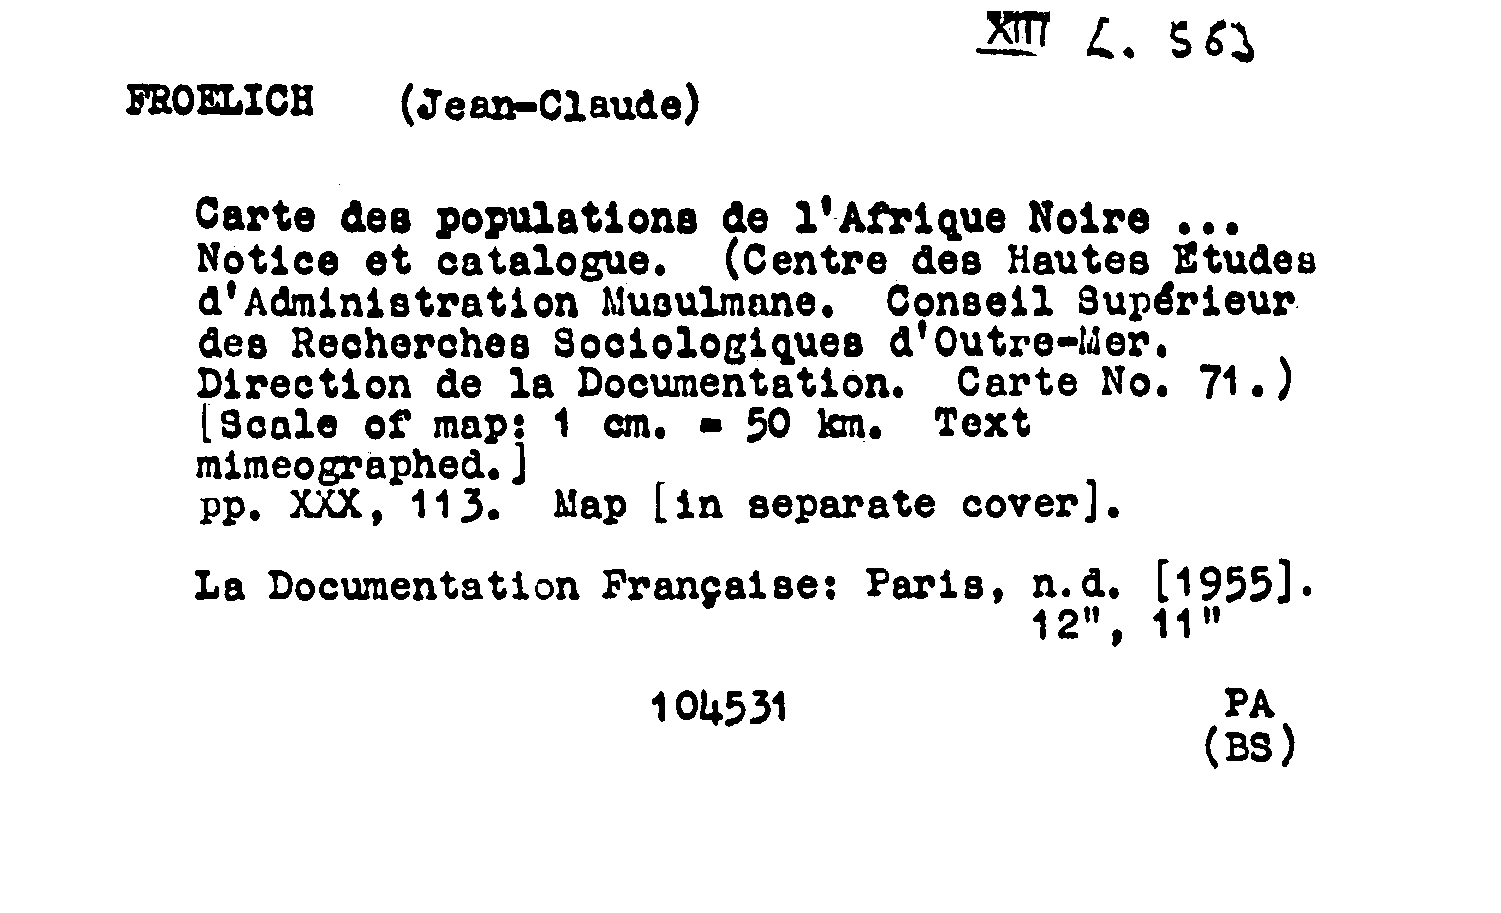 XIII L. 563
FROELICH (Jean-Claude)
Carte des populations de l'Afrique Noire ...
Notice et catalogue. (Centre des Hautes Etudes
d'Administration Musulmane. Conseil Supérieur
des Recherches Sociologiques d'Outre-Mer.
Direction de la Documentation. Carte No. 71.)
[Scale of map: 1 cm. = 50 km. Text
mimeographed.]
pp. XXX, 113. Map [in separate cover].
La Documentation Française: Paris, n.d. [1955].
12", 11"
104531 PA
(BS)